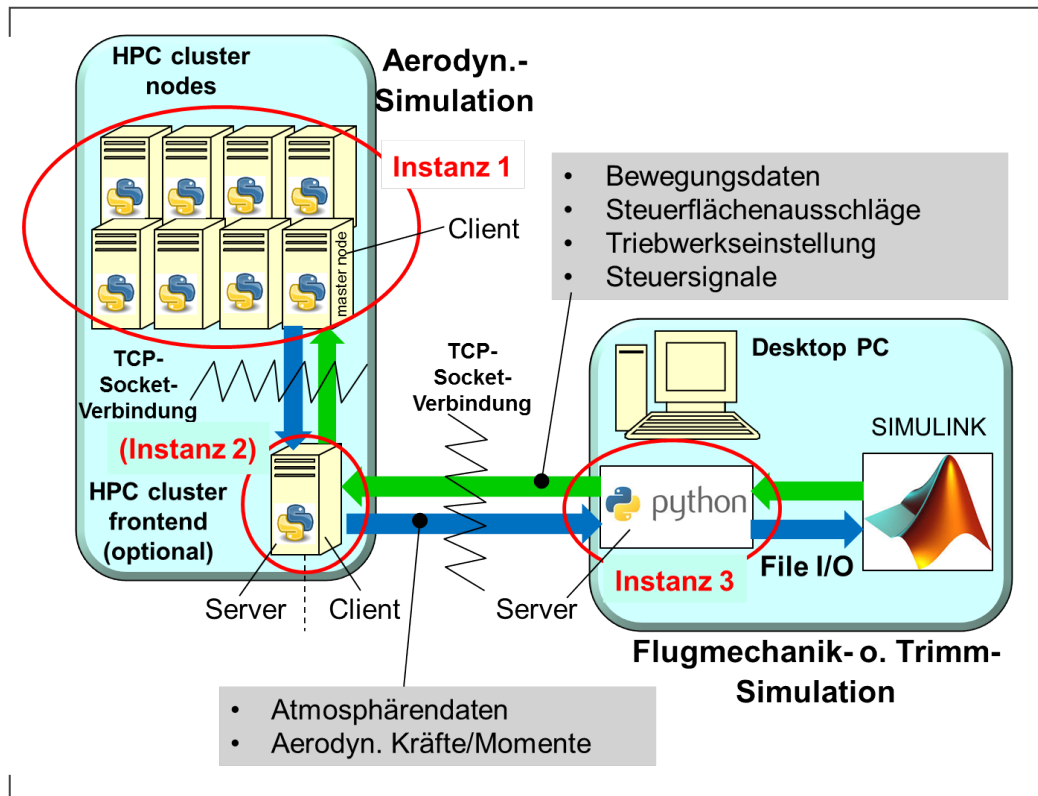 HPC cluster
nodes
Aerodyn.-
Simulation
Instanz 1
Client
master node
TCP-
Socket-
Verbindung
(Instanz 2)
HPC cluster
frontend
(optional)
Server
Client
TCP-
Socket-
Verbindung
• Bewegungsdaten
• Steuerflächenausschläge
• Triebwerkseinstellung
• Steuersignale
Desktop PC
SIMULINK
python
Instanz 3
File I/O
Server
Flugmechanik- o. Trimm-
Simulation
• Atmosphärendaten
• Aerodyn. Kräfte/Momente